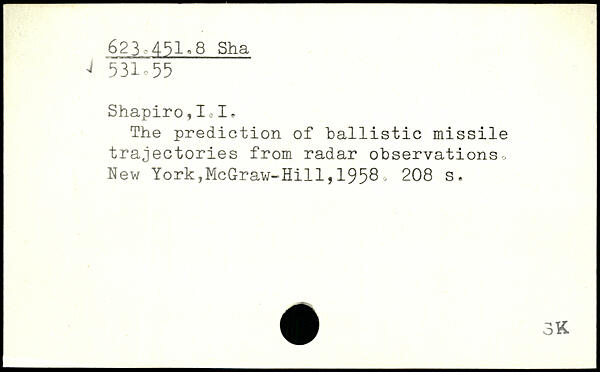 623.451.8 Sha
√ 531.55
Shapiro,I.I.
The prediction of ballistic missile
trajectories from radar observations.
New York,McGraw-Hill,1958. 208 s.
SK